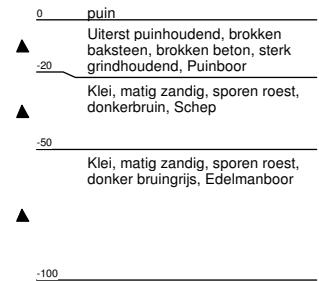 0 puin
Uiterst puinhoudend, brokken
baksteen, brokken beton, sterk
-20 grindhoudend, Puinboor
Klei, matig zandig, sporen roest,
donkerbruin, Schep
-50
Klei, matig zandig, sporen roest,
donker bruingrijs, Edelmanboor
-100